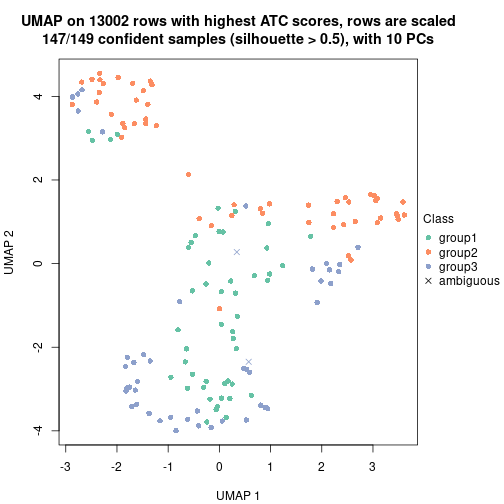 UMAP on 13002 rows with highest ATC scores, rows are scaled
147/149 confident samples (silhouette > 0.5), with 10 PCs
4
2
0
-2
-4
UMAP 2
-3
-2
-1
0
1
2
3
UMAP 1
Class
group1
group2
group3
ambiguous